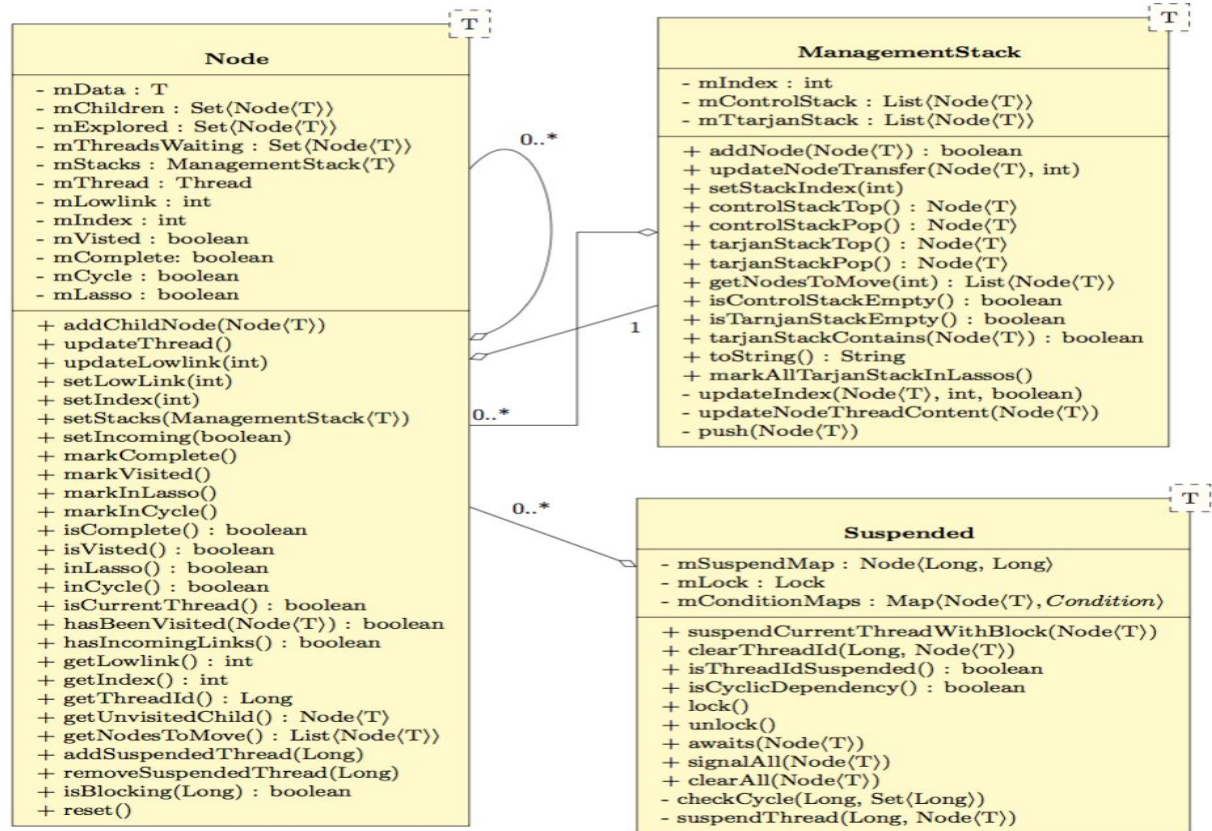 T
Node
- mData : T
- mChildren : Set⟨Node⟨T⟩⟩
- mExplored : Set⟨Node⟨T⟩⟩
- mThreadsWaiting : Set⟨Node⟨T⟩⟩
- mStacks : ManagementStack⟨T⟩
- mThread : Thread
- mLowlink : int
- mIndex : int
- mVisted : boolean
- mComplete: boolean
- mCycle : boolean
- mLasso : boolean
+ addChildNode(Node⟨T⟩)
+ updateThread()
+ updateLowlink(int)
+ setLowLink(int)
+ setIndex(int)
+ setStacks(ManagementStack⟨T⟩)
+ setIncoming(boolean)
+ markComplete()
+ markVisited()
+ markInLasso()
+ markInCycle()
+ isComplete() : boolean
+ isVisted() : boolean
+ inLasso() : boolean
+ inCycle() : boolean
+ isCurrentThread() : boolean
+ hasBeenVisited(Node⟨T⟩) : boolean
+ hasIncomingLinks() : boolean
+ getLowlink() : int
+ getIndex() : int
+ getThreadId() : Long
+ getUnvisitedChild() : Node⟨T⟩
+ getNodesToMove() : List⟨Node⟨T⟩⟩
+ addSuspendedThread(Long)
+ removeSuspendedThread(Long)
+ isBlocking(Long) : boolean
+ reset()
0..*
1
0..*
0..*
T
ManagementStack
- mIndex : int
- mControlStack : List⟨Node⟨T⟩⟩
- mTtarjanStack : List⟨Node⟨T⟩⟩
+ addNode(Node⟨T⟩) : boolean
+ updateNodeTransfer(Node⟨T⟩, int)
+ setStackIndex(int)
+ controlStackTop() : Node⟨T⟩
+ controlStackPop() : Node⟨T⟩
+ tarjanStackTop() : Node⟨T⟩
+ tarjanStackPop() : Node⟨T⟩
+ getNodesToMove(int) : List⟨Node⟨T⟩⟩
+ isControlStackEmpty() : boolean
+ isTarnjanStackEmpty() : boolean
+ tarjanStackContains(Node⟨T⟩) : boolean
+ toString() : String
+ markAllTarjanStackInLassos()
- updateIndex(Node⟨T⟩, int, boolean)
- updateNodeThreadContent(Node⟨T⟩)
- push(Node⟨T⟩)
T
Suspended
- mSuspendMap : Node⟨Long, Long⟩
- mLock : Lock
- mConditionMaps : Map⟨Node⟨T⟩, Condition⟩
+ suspendCurrentThreadWithBlock(Node⟨T⟩)
+ clearThreadId(Long, Node⟨T⟩)
+ isThreadIdSuspended() : boolean
+ isCyclicDependency() : boolean
+ lock()
+ unlock()
+ awaits(Node⟨T⟩)
+ signalAll(Node⟨T⟩)
+ clearAll(Node⟨T⟩)
- checkCycle(Long, Set⟨Long⟩)
- suspendThread(Long, Node⟨T⟩)